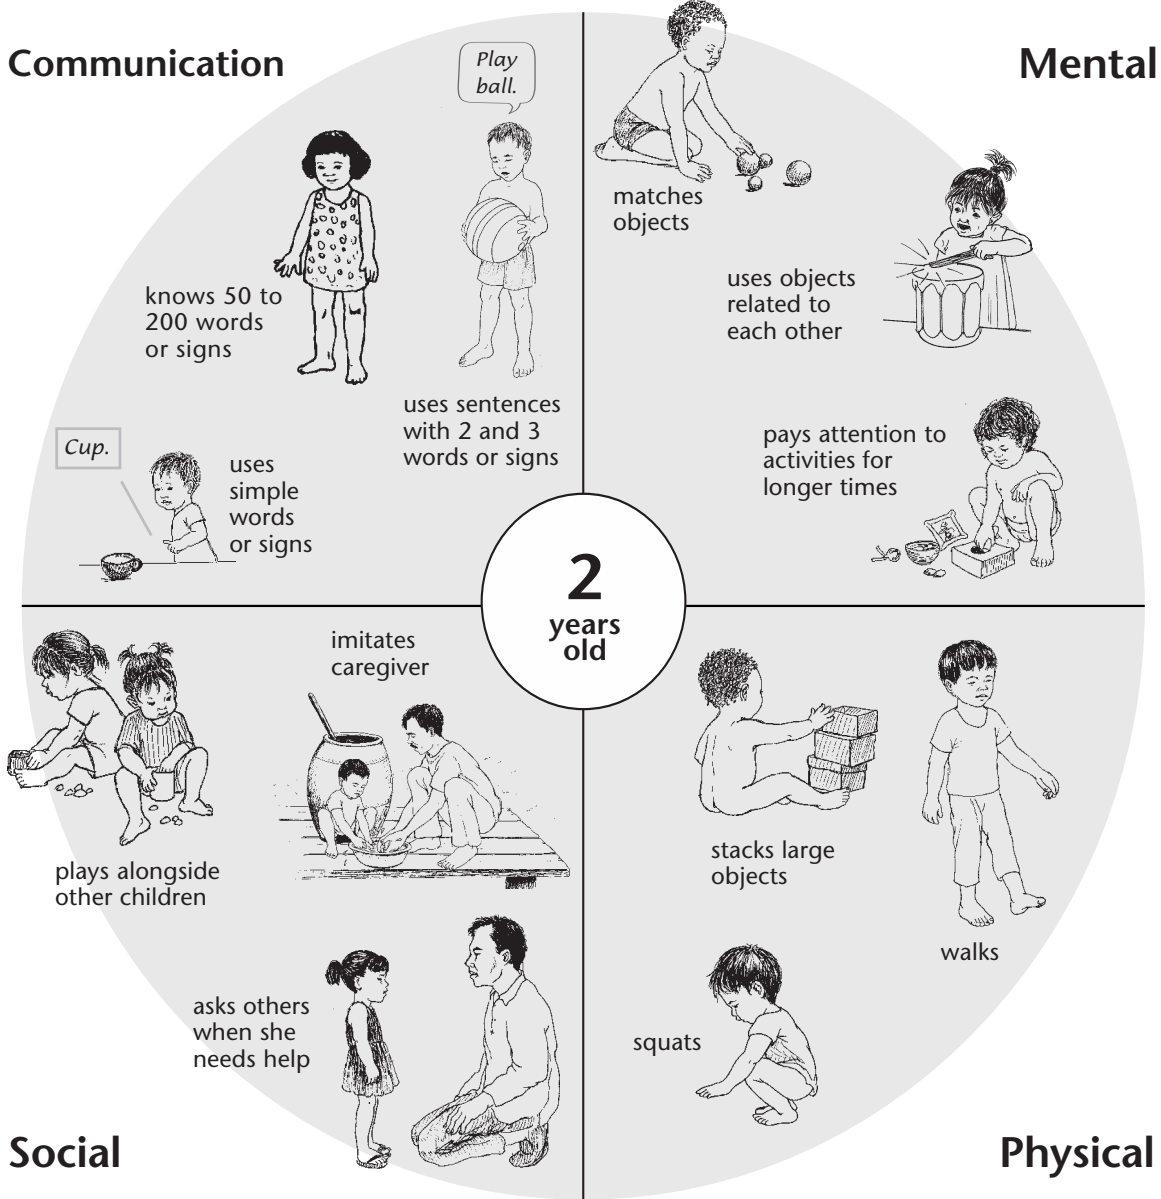 Communication
Play
ball.
knows 50 to
200 words
or signs
uses sentences
with 2 and 3
words or signs
Cup.
uses
simple
words
or signs
Mental
matches
objects
uses objects
related to
each other
pays attention to
activities for
longer times
2
years
old
imitates
caregiver
plays alongside
other children
asks others
when she
needs help
Social
stacks large
objects
walks
squats
Physical